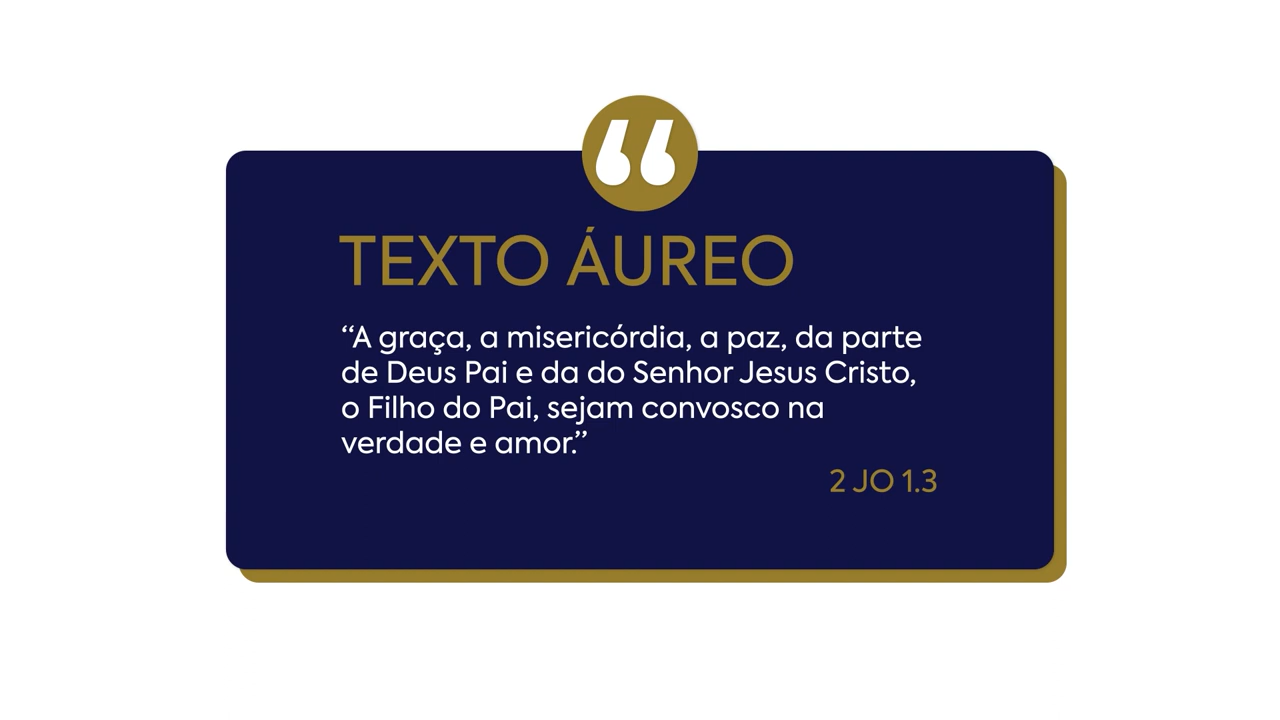 TEXTO ÁUREO
“A graça, a misericórdia, a paz, da parte
de Deus Pai e da do Senhor Jesus Cristo,
o Filho do Pai, sejam convosco na
verdade e amor.”
2 JO 1.3